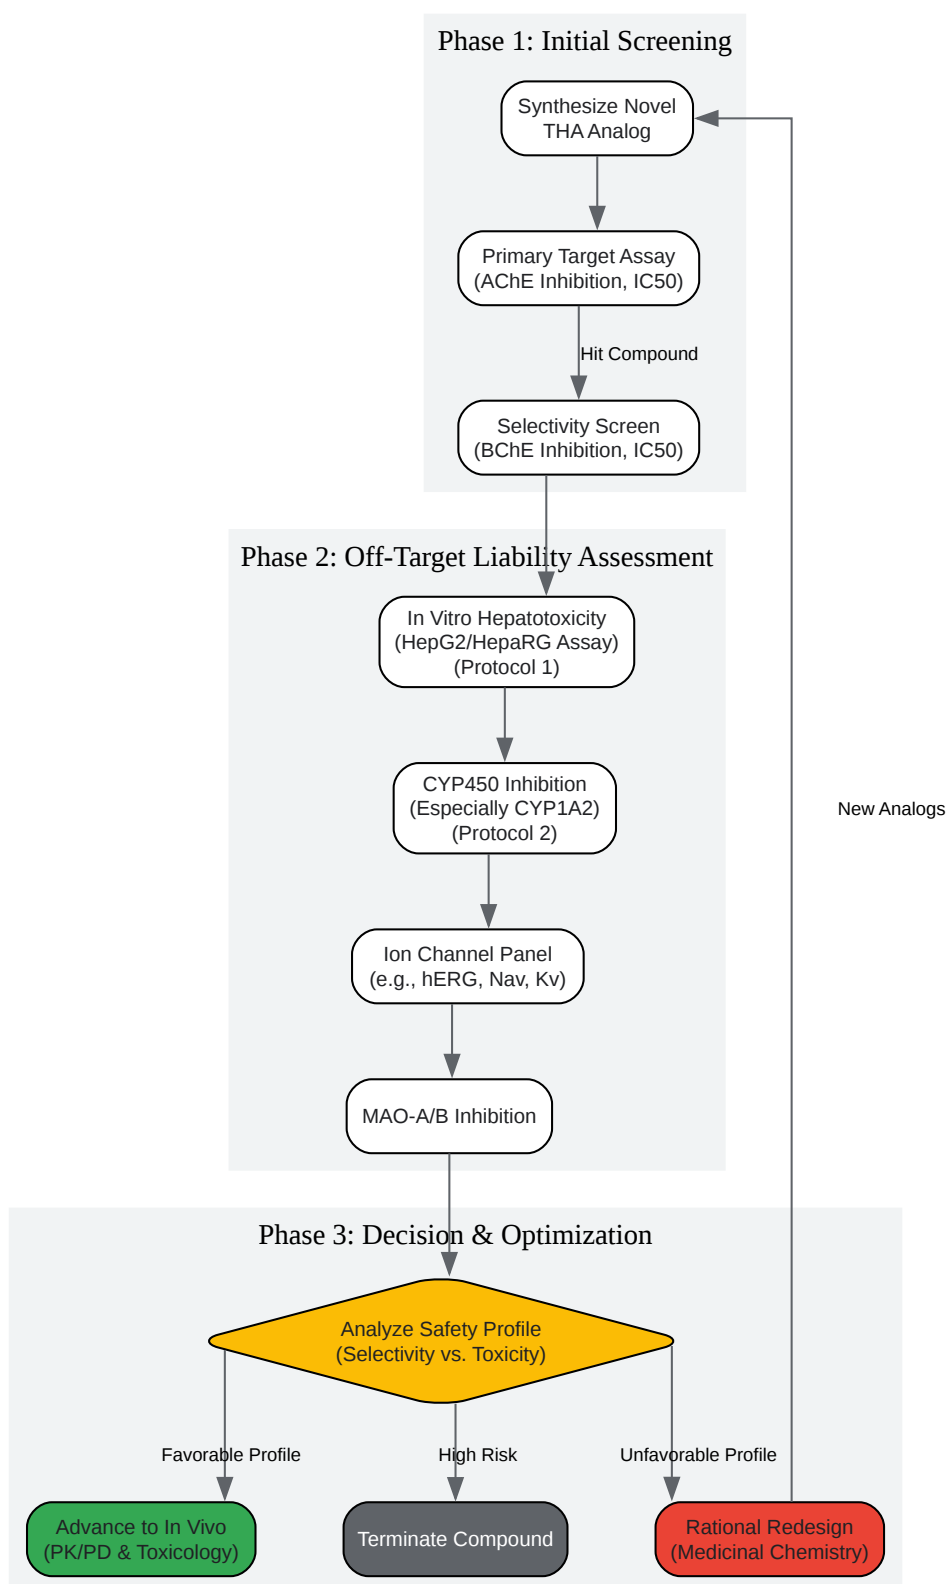 Phase 1: Initial Screening
Synthesize Novel
THA Analog
Primary Target Assay
(AChE Inhibition, IC50)
Hit Compound
Selectivity Screen
(BChE Inhibition, IC50)
Phase 2: Off-Target Liability Assessment
In Vitro Hepatotoxicity
(HepG2/HepaRG Assay)
(Protocol 1)
CYP450 Inhibition
(Especially CYP1A2)
(Protocol 2)
New Analogs
Ion Channel Panel
(e.g., hERG, Nav, Kv)
MAO-A/B Inhibition
Phase 3: Decision & Optimization
Analyze Safety Profile
(Selectivity vs. Toxicity)
Favorable Profile
High Risk
Unfavorable Profile
Advance to In Vivo
(PK/PD & Toxicology)
Terminate Compound
Rational Redesign
(Medicinal Chemistry)